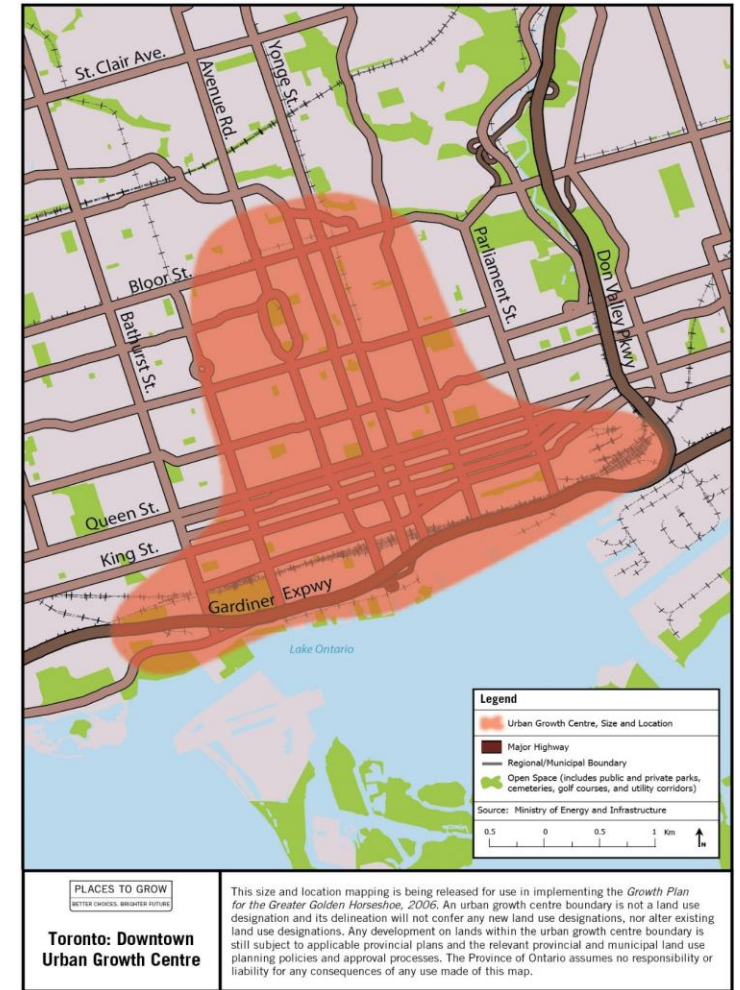 St. Clair Ave.
Avenue Rd.
Yonge St.
Bloor St.
Bathurst St.
Parliament St.
Don Valley Pkwy
Queen St.
King St.
Gardiner Expwy
Lake Ontario
Legend
Urban Growth Centre, Size and Location
Major Highway
Regional/Municipal Boundary
Open Space (includes public and private parks,
cemeteries, golf courses, and utility corridors)
Source: Ministry of Energy and Infrastructure
0.5 0 0.5 1 Km
N
PLACES TO GROW
BETTER CHOICES. BRIGHTER FUTURE
Toronto: Downtown
Urban Growth Centre
This size and location mapping is being released for use in implementing the Growth Plan
for the Greater Golden Horseshoe, 2006. An urban growth centre boundary is not a land use
designation and its delineation will not confer any new land use designations, nor alter existing
land use designations. Any development on lands within the urban growth centre boundary is
still subject to applicable provincial plans and the relevant provincial and municipal land use
planning policies and approval processes. The Province of Ontario assumes no responsibility or
liability for any consequences of any use made of this map.